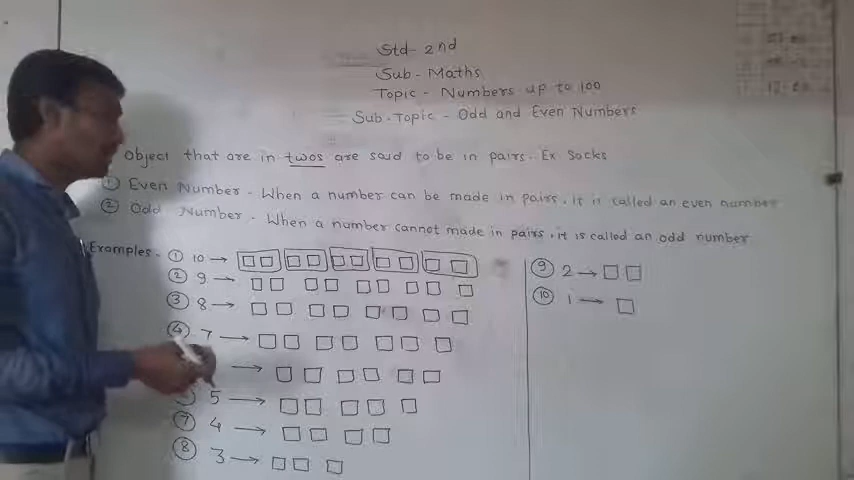 Std- 2nd
Sub- Maths
Topic- Numbers up to 100
Sub-Topic - Odd and Even Numbers
Object that are in twos are said to be in pairs. Ex Socks
① Even Number - When a number can be made in pairs, it is called an even number
② Odd Number - When a number cannot made in pairs, it is called an odd number
Examples- ① 10 →
② 9 →
③ 8 →
④ 7 →
→
5 →
⑦ 4 →
⑧ 3 →
⑨ 2 →
⑩ 1 →